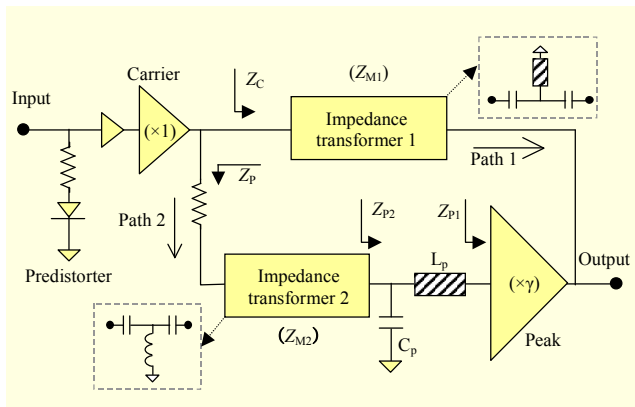 Carrier
Z_C
(Z_M1)
Input
(×1)
Impedance
transformer 1
Path 1
Z_P
Path 2
Z_P2
Z_P1
L_p
Output
Predistorter
Impedance
transformer 2
(×γ)
(Z_M2)
C_p
Peak